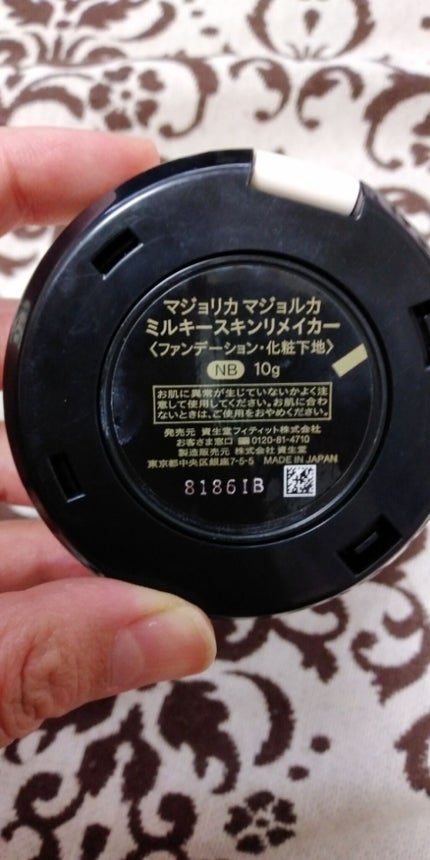 マジョリカ マジョルカ
ミルキースキンリメイカー
〈ファンデーション・化粧下地〉
NB 10g
お肌に異常が生じていないかよく注
意して使用してください。お肌に合わ
ないときは、ご使用をおやめください。
発売元 資生堂フィティット株式会社
お客さま窓口 0120-81-4710
製造販売元 株式会社 資生堂
東京都中央区銀座7-5-5 MADE IN JAPAN
8186IB